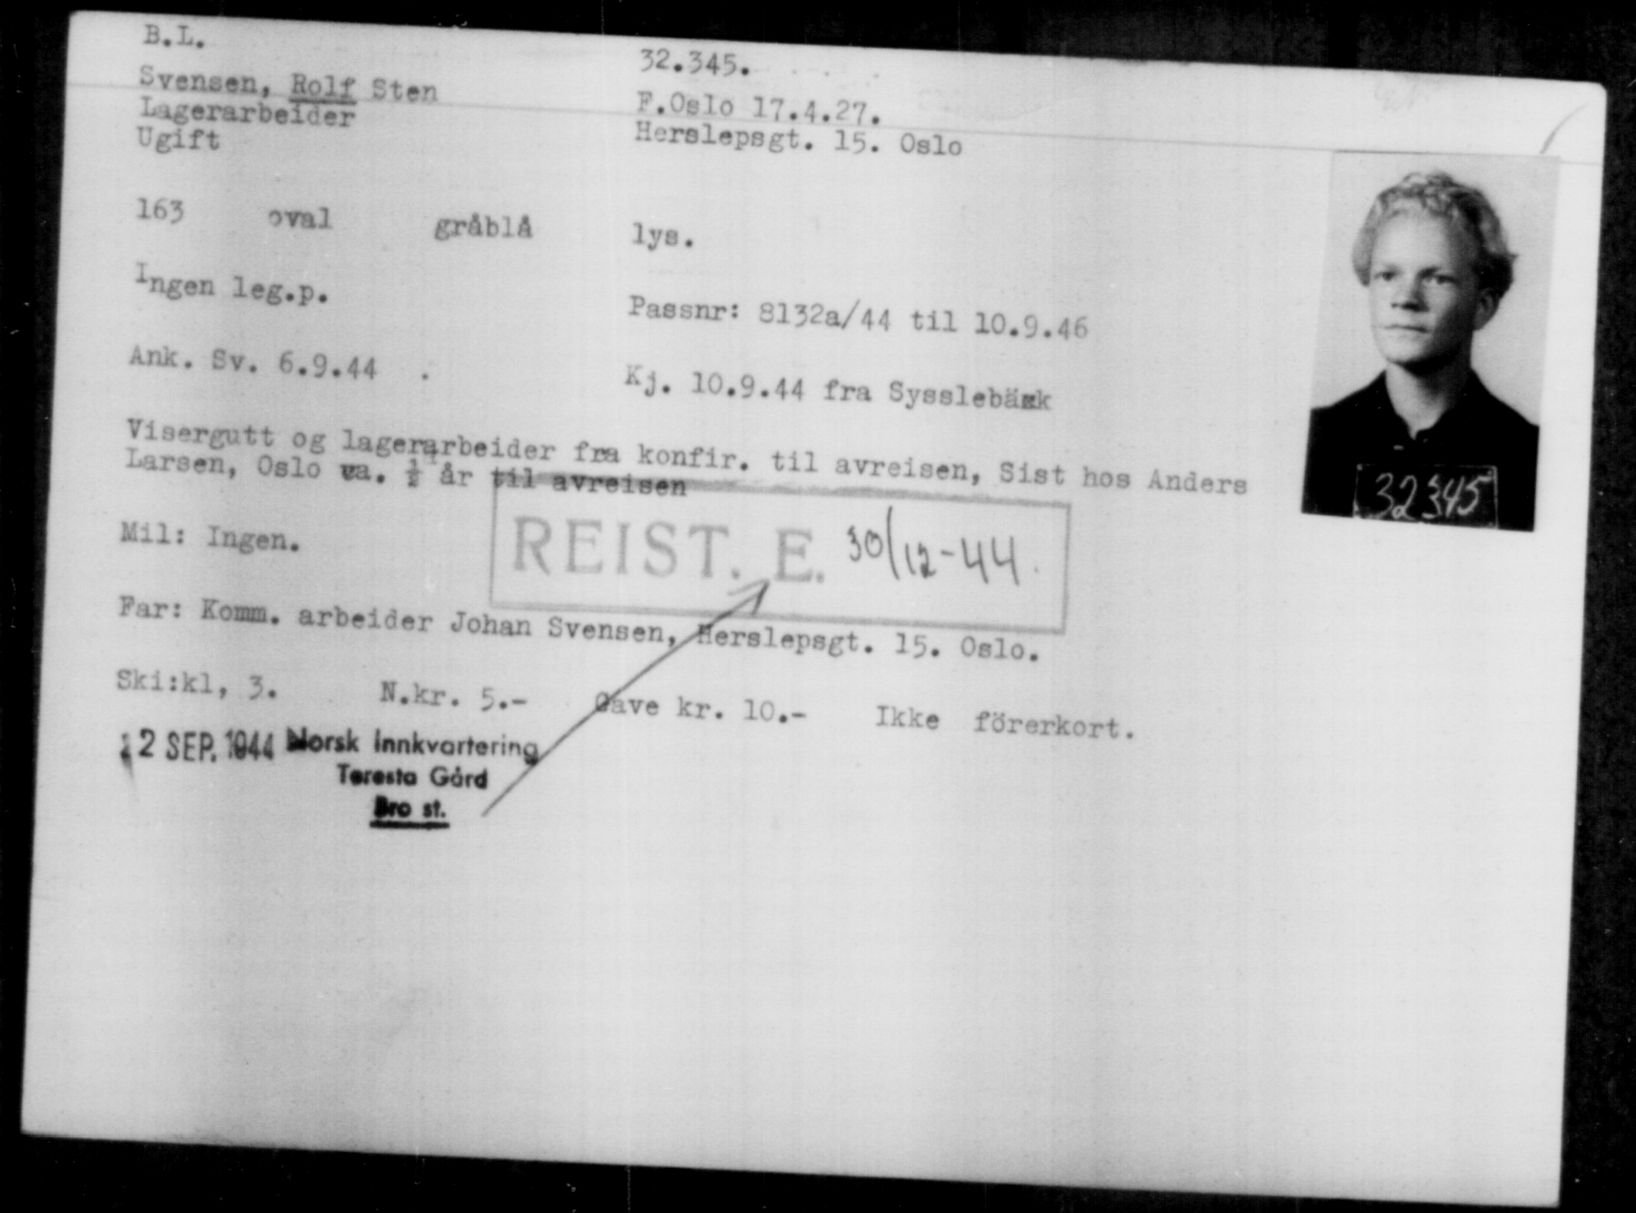 B.L.
32.345.
Svensen, Rolf Sten
F.Oslo 17.4.27.
Lagerarbeider
Herslepsgt. 15. Oslo
Ugift
163 oval gråblå lys.
Ingen leg.p.
Passnr: 8132a/44 til 10.9.46
Ank. Sv. 6.9.44 .
Kj. 10.9.44 fra Sysslebäck
Visergutt og lagerarbeider fra konfir. til avreisen, Sist hos Anders
Larsen, Oslo ca. ½ år til avreisen
REIST. E. 30/12-44.
Mil: Ingen.
Far: Komm. arbeider Johan Svensen, Herslepsgt. 15. Oslo.
Ski:kl, 3. N.kr. 5.- Gave kr. 10.- Ikke förerkort.
12 SEP. 1944 Norsk innkvartering
Teresta Gård
Bro st.
32345